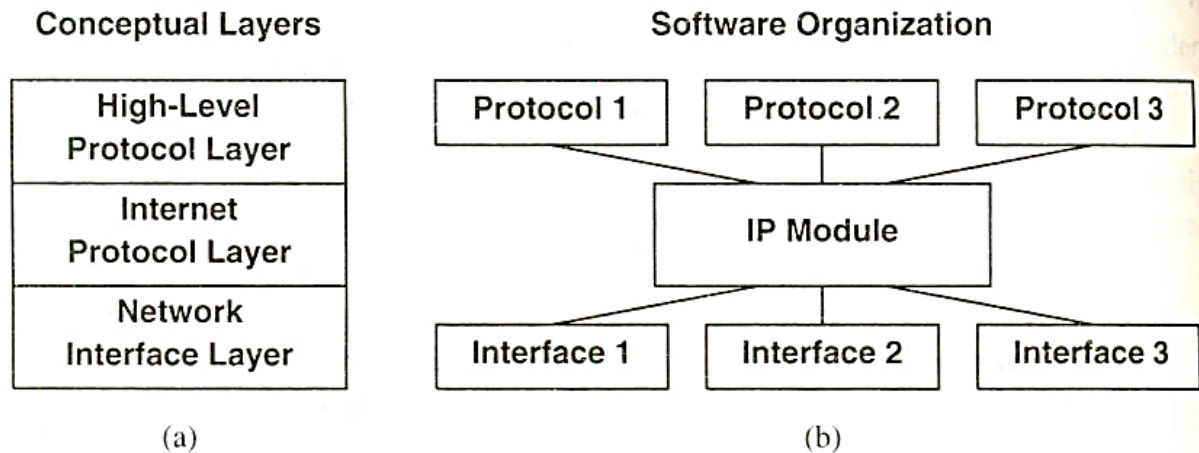 Conceptual Layers
Software Organization
High-Level
Protocol Layer
Internet
Protocol Layer
Network
Interface Layer
Protocol 1
Protocol 2
Protocol 3
IP Module
Interface 1
Interface 2
Interface 3
(a)
(b)